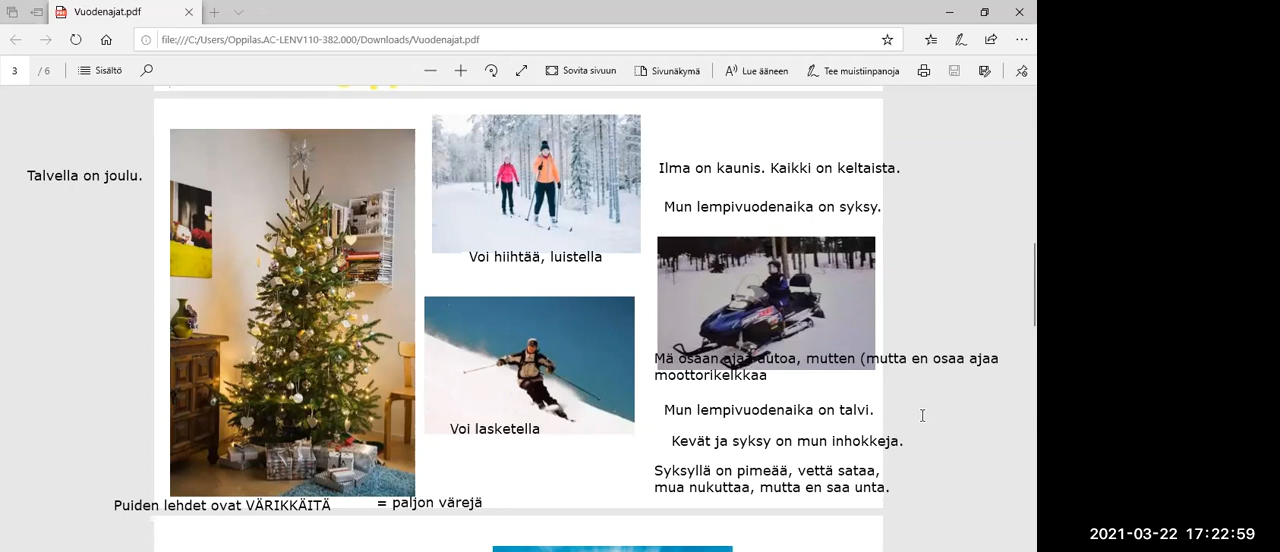 Vuodenajat.pdf
file:///C:/Users/Oppilas.AC-LENV110-382.000/Downloads/Vuodenajat.pdf
3 / 6 Sisältö Sovita sivuun Sivunäkymä Lue ääneen Tee muistiinpanoja
Talvella on joulu.
Voi hiihtää, luistella
Voi lasketella
Ilma on kaunis. Kaikki on keltaista.
Mun lempivuodenaika on syksy.
Mä osaan ajaa autoa, mutten (mutta en osaa ajaa
moottorikelkkaa
Mun lempivuodenaika on talvi.
Kevät ja syksy on mun inhokkeja.
Syksyllä on pimeää, vettä sataa,
mua nukuttaa, mutta en saa unta.
Puiden lehdet ovat VÄRIKKÄITÄ = paljon värejä
2021-03-22 17:22:59